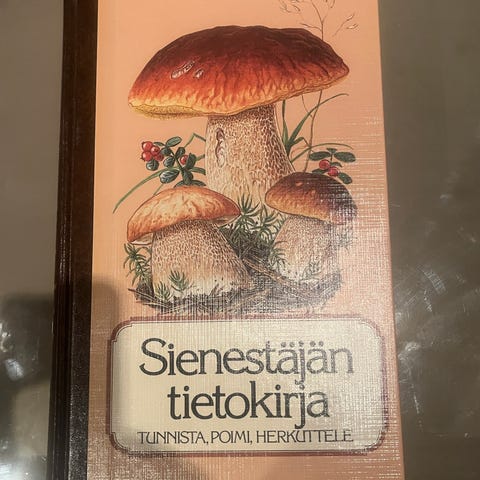 Sienestäjän
tietokirja
TUNNISTA, POIMI, HERKUTTELE